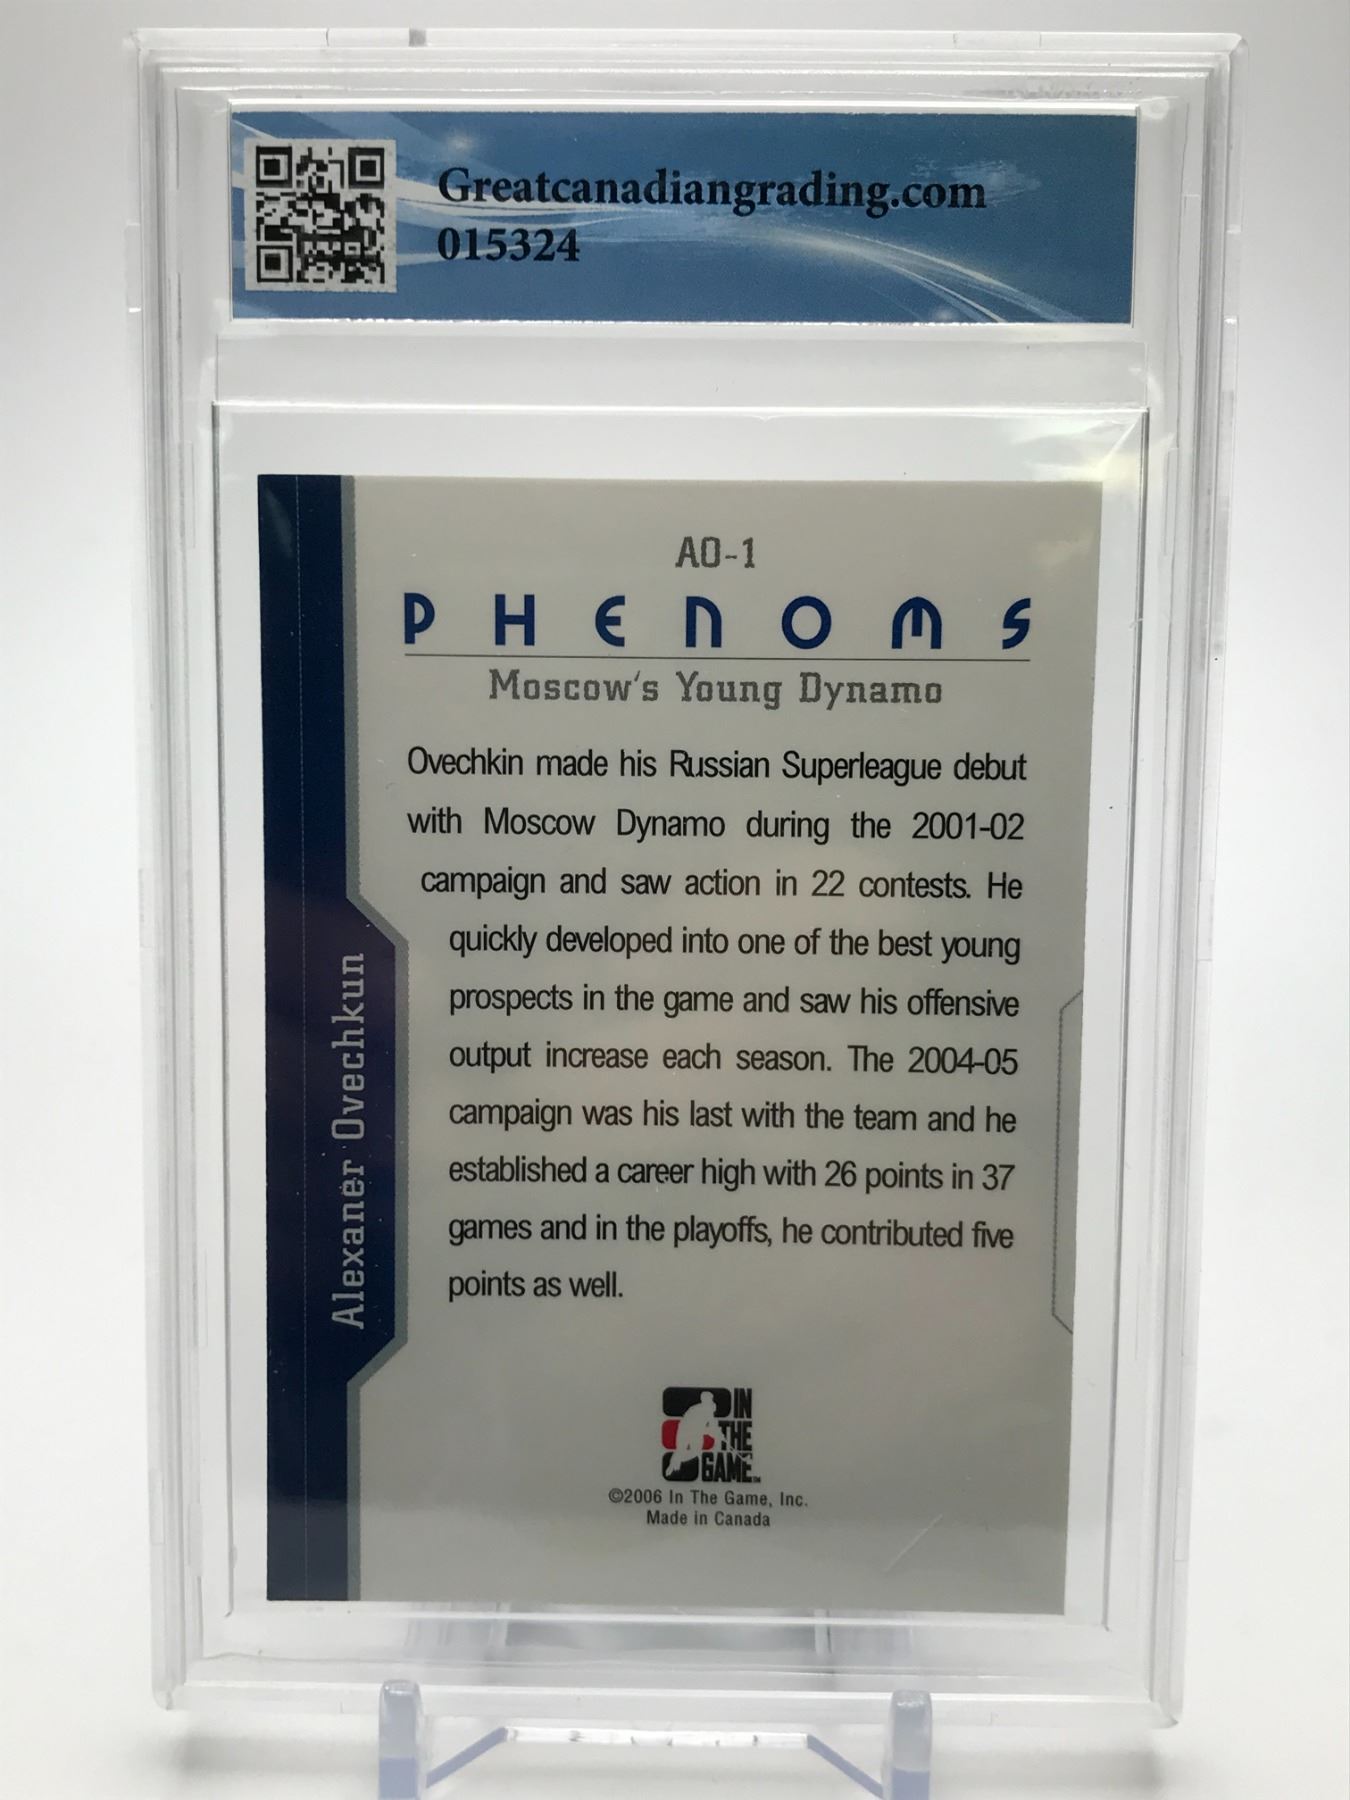 Greatcanadiangrading.com
015324
AO-1
PHENOMS
Moscow's Young Dynamo
Ovechkin made his Russian Superleague debut
with Moscow Dynamo during the 2001-02
campaign and saw action in 22 contests. He
quickly developed into one of the best young
prospects in the game and saw his offensive
output increase each season. The 2004-05
campaign was his last with the team and he
established a career high with 26 points in 37
games and in the playoffs, he contributed five
points as well.
Alexaner Ovechkun
IN
THE
GAME
©2006 In The Game, Inc.
Made in Canada